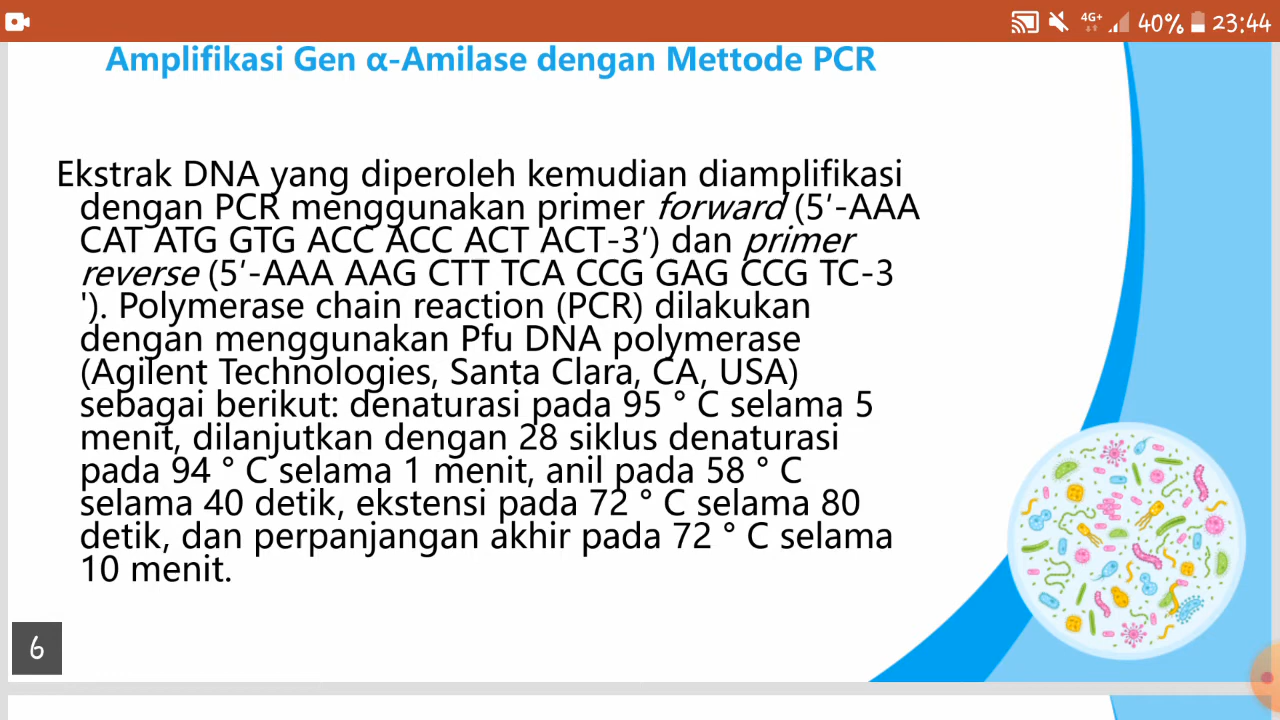 4G+ 40% 23:44
Amplifikasi Gen α-Amilase dengan Mettode PCR
Ekstrak DNA yang diperoleh kemudian diamplifikasi
dengan PCR menggunakan primer forward (5'-AAA
CAT ATG GTG ACC ACC ACT ACT-3') dan primer
reverse (5'-AAA AAG CTT TCA CCG GAG CCG TC-3
'). Polymerase chain reaction (PCR) dilakukan
dengan menggunakan Pfu DNA polymerase
(Agilent Technologies, Santa Clara, CA, USA)
sebagai berikut: denaturasi pada 95 ° C selama 5
menit, dilanjutkan dengan 28 siklus denaturasi
pada 94 ° C selama 1 menit, anil pada 58 ° C
selama 40 detik, ekstensi pada 72 ° C selama 80
detik, dan perpanjangan akhir pada 72 ° C selama
10 menit.
6